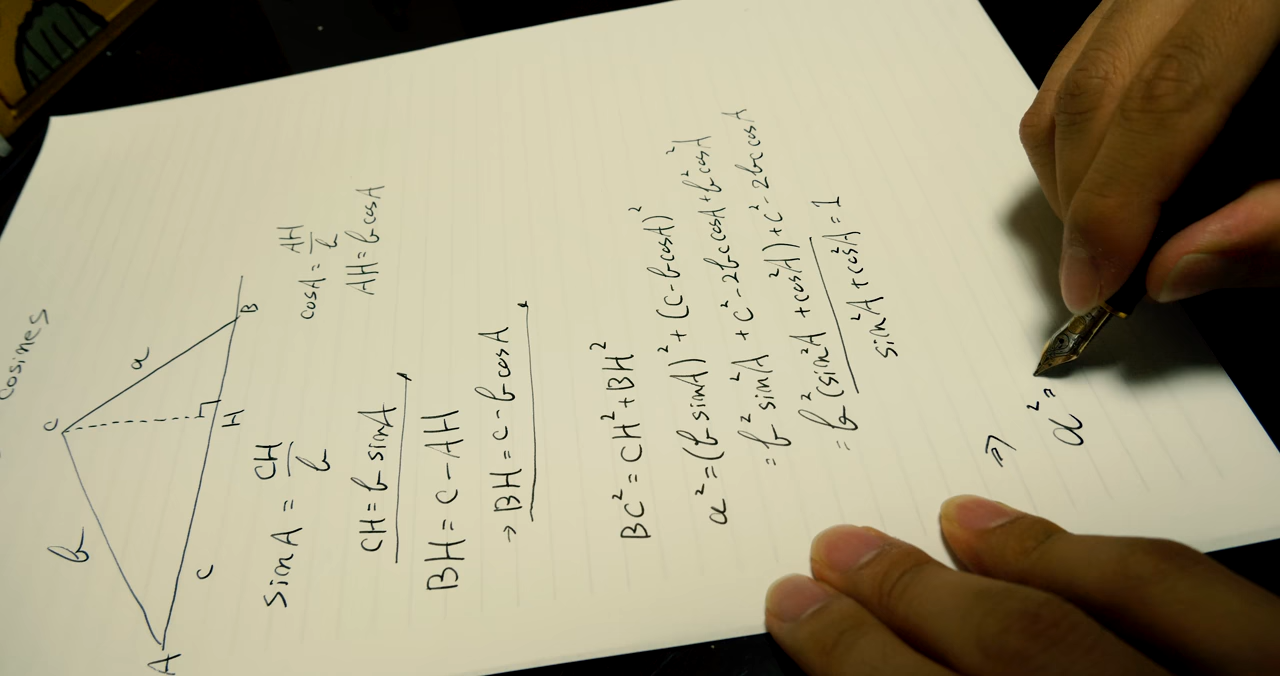 cosines
C
a
b
B
H
c
A
sinA = CH/b
cosA = AH/b
CH = b sinA
AH = b cosA
BH = c - AH
→ BH = c - b cosA
BC² = CH² + BH²
a² = (b sinA)² + (c - b cosA)²
= b² sin²A + c² - 2bc cosA + b² cos²A
= b² (sin²A + cos²A) + c² - 2bc cosA
sin²A + cos²A = 1
⇒
a² =